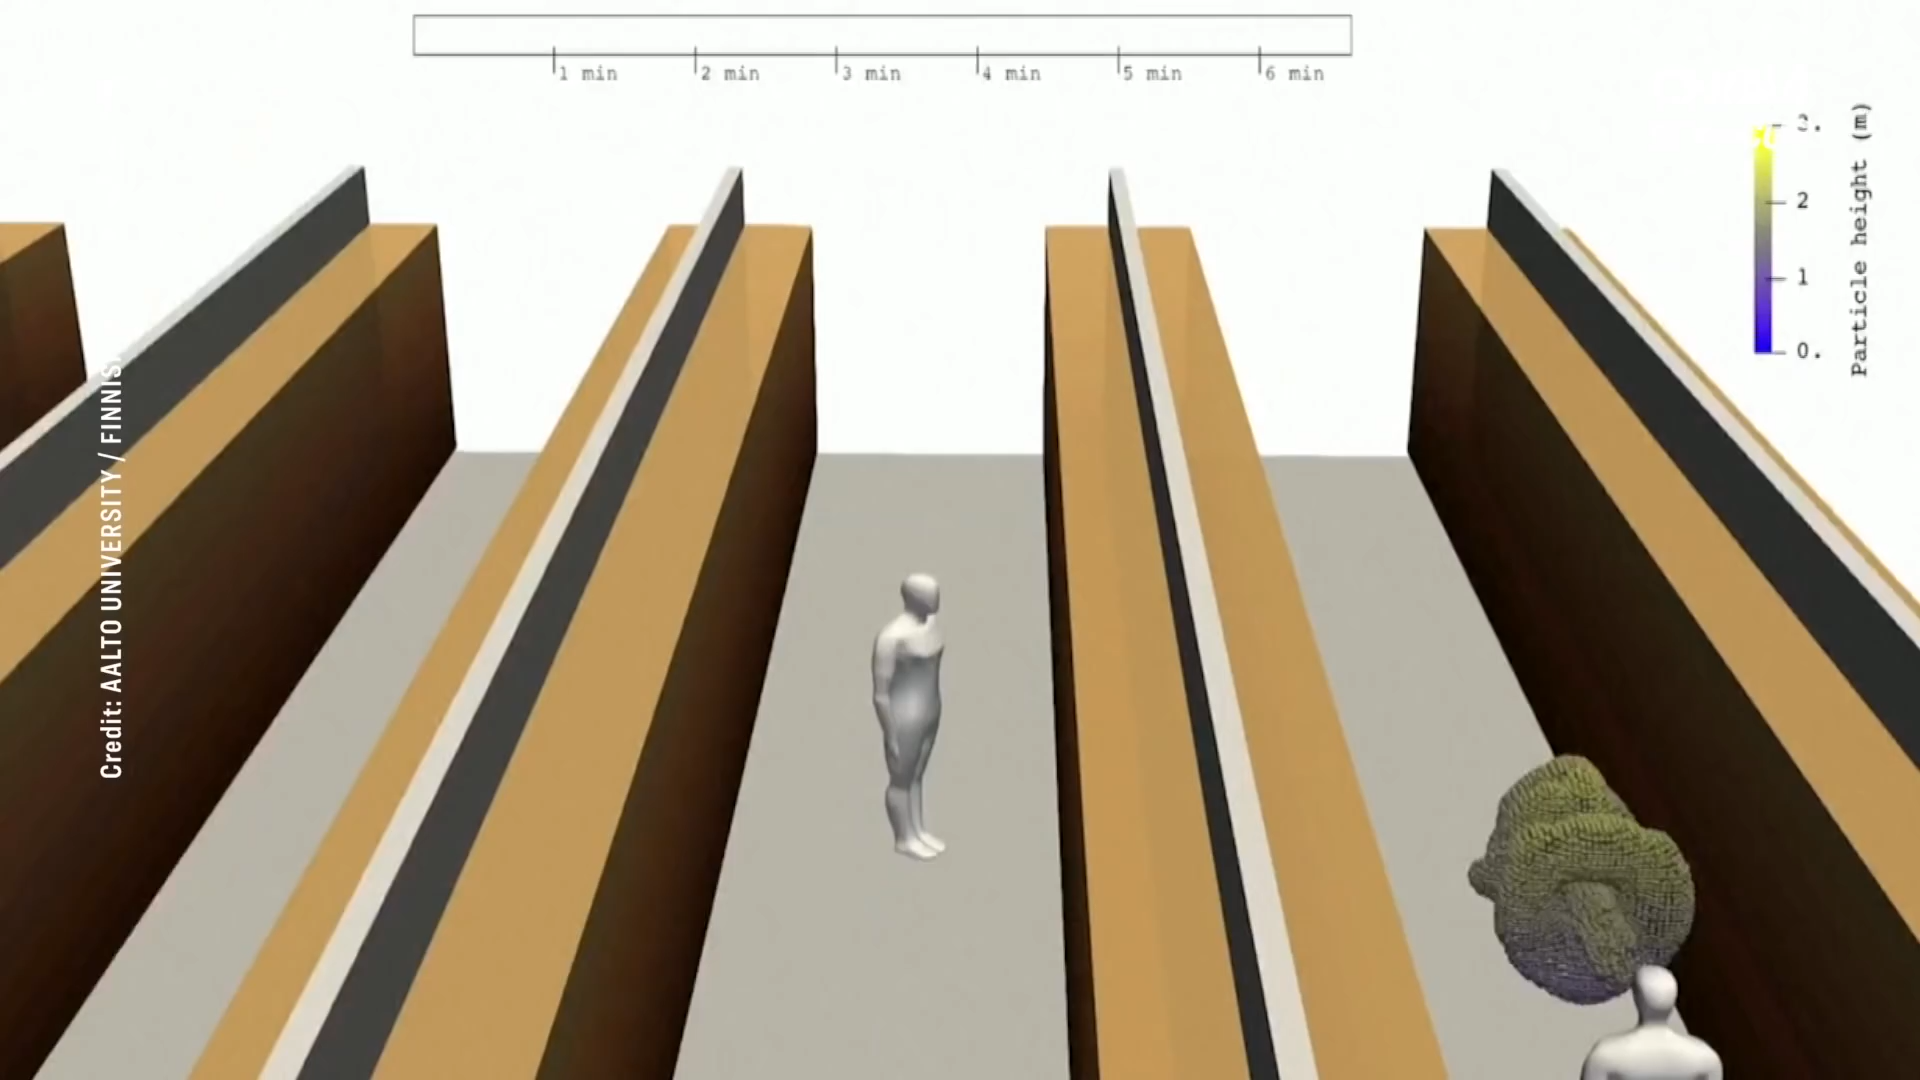 1 min
2 min
3 min
4 min
5 min
6 min
3.
2
1
0.
Particle height (m)
Credit: AALTO UNIVERSITY / FINNIS